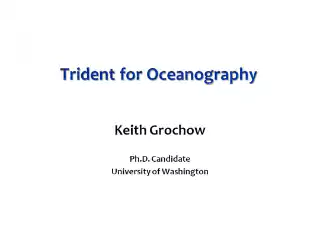 Trident for Oceanography
Keith Grochow
Ph.D. Candidate
University of Washington